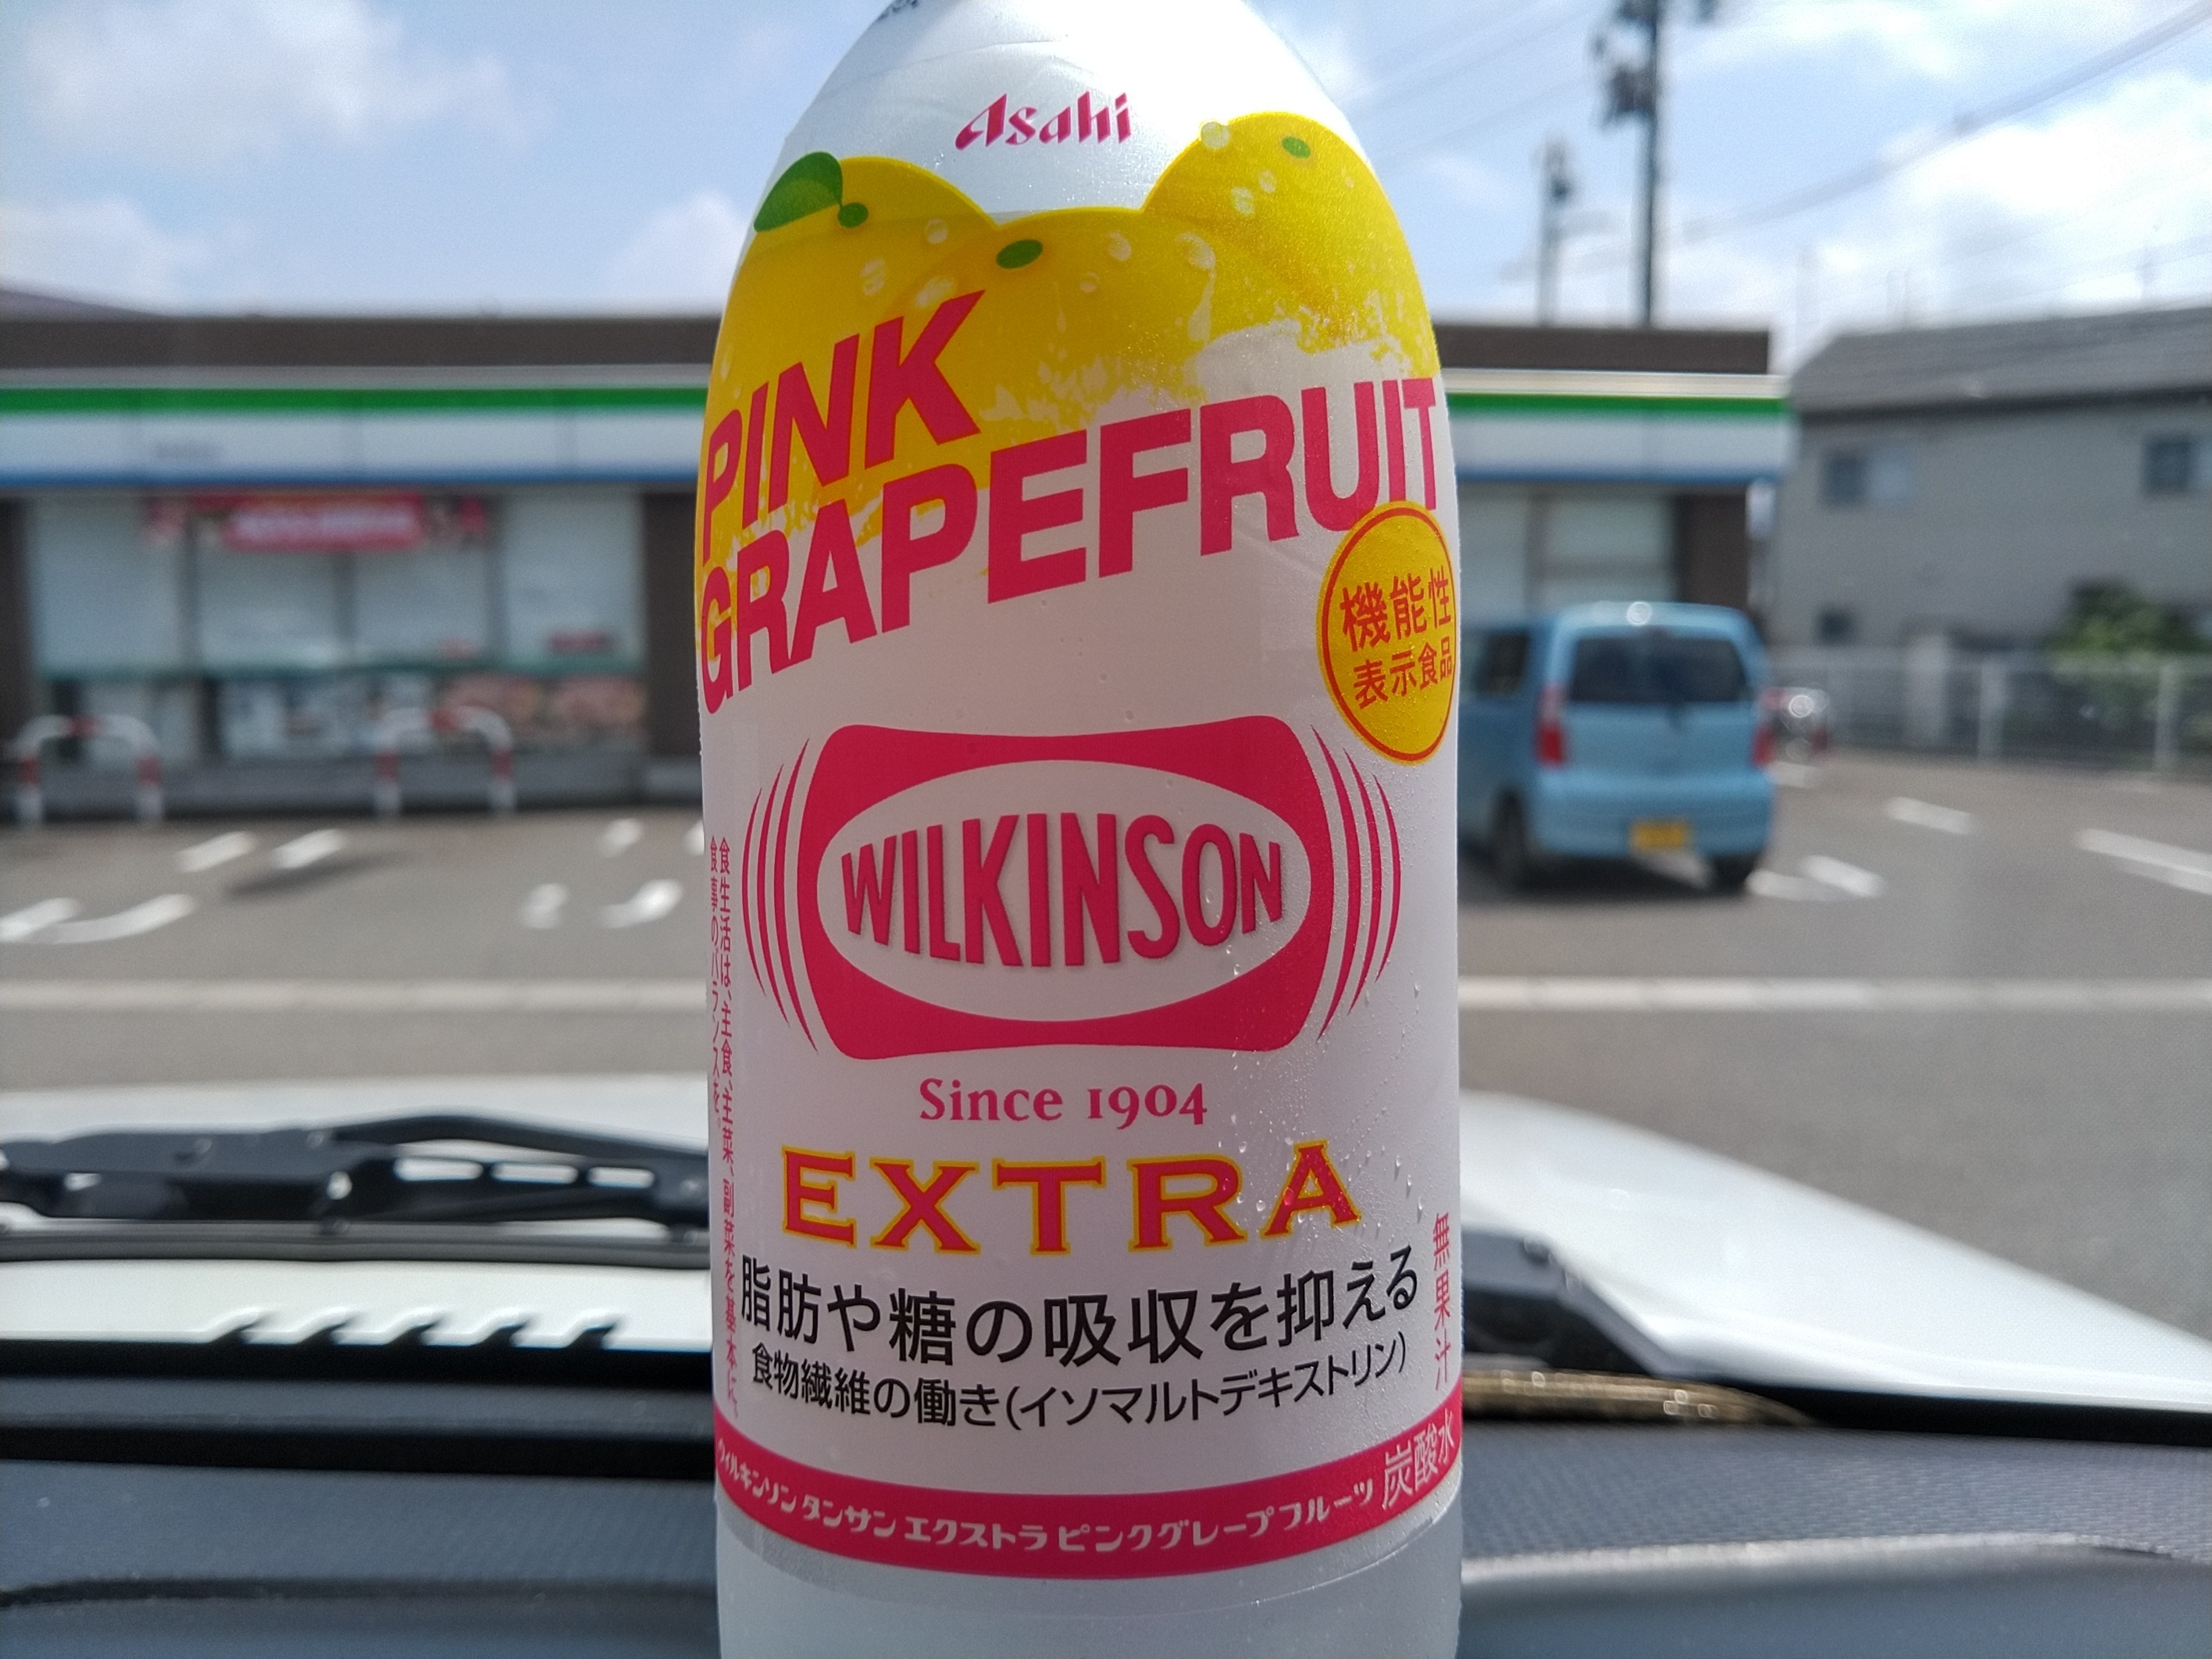 Asahi
PINK
GRAPEFRUIT
機能性
表示食品
WILKINSON
Since 1904
EXTRA
脂肪や糖の吸収を抑える
食物繊維の働き(イソマルトデキストリン)
無果汁
食生活は、主食、主菜、副菜を基本に、
食事のバランスを。
ウィルキンソン タンサン エクストラ ピンクグレープフルーツ 炭酸水